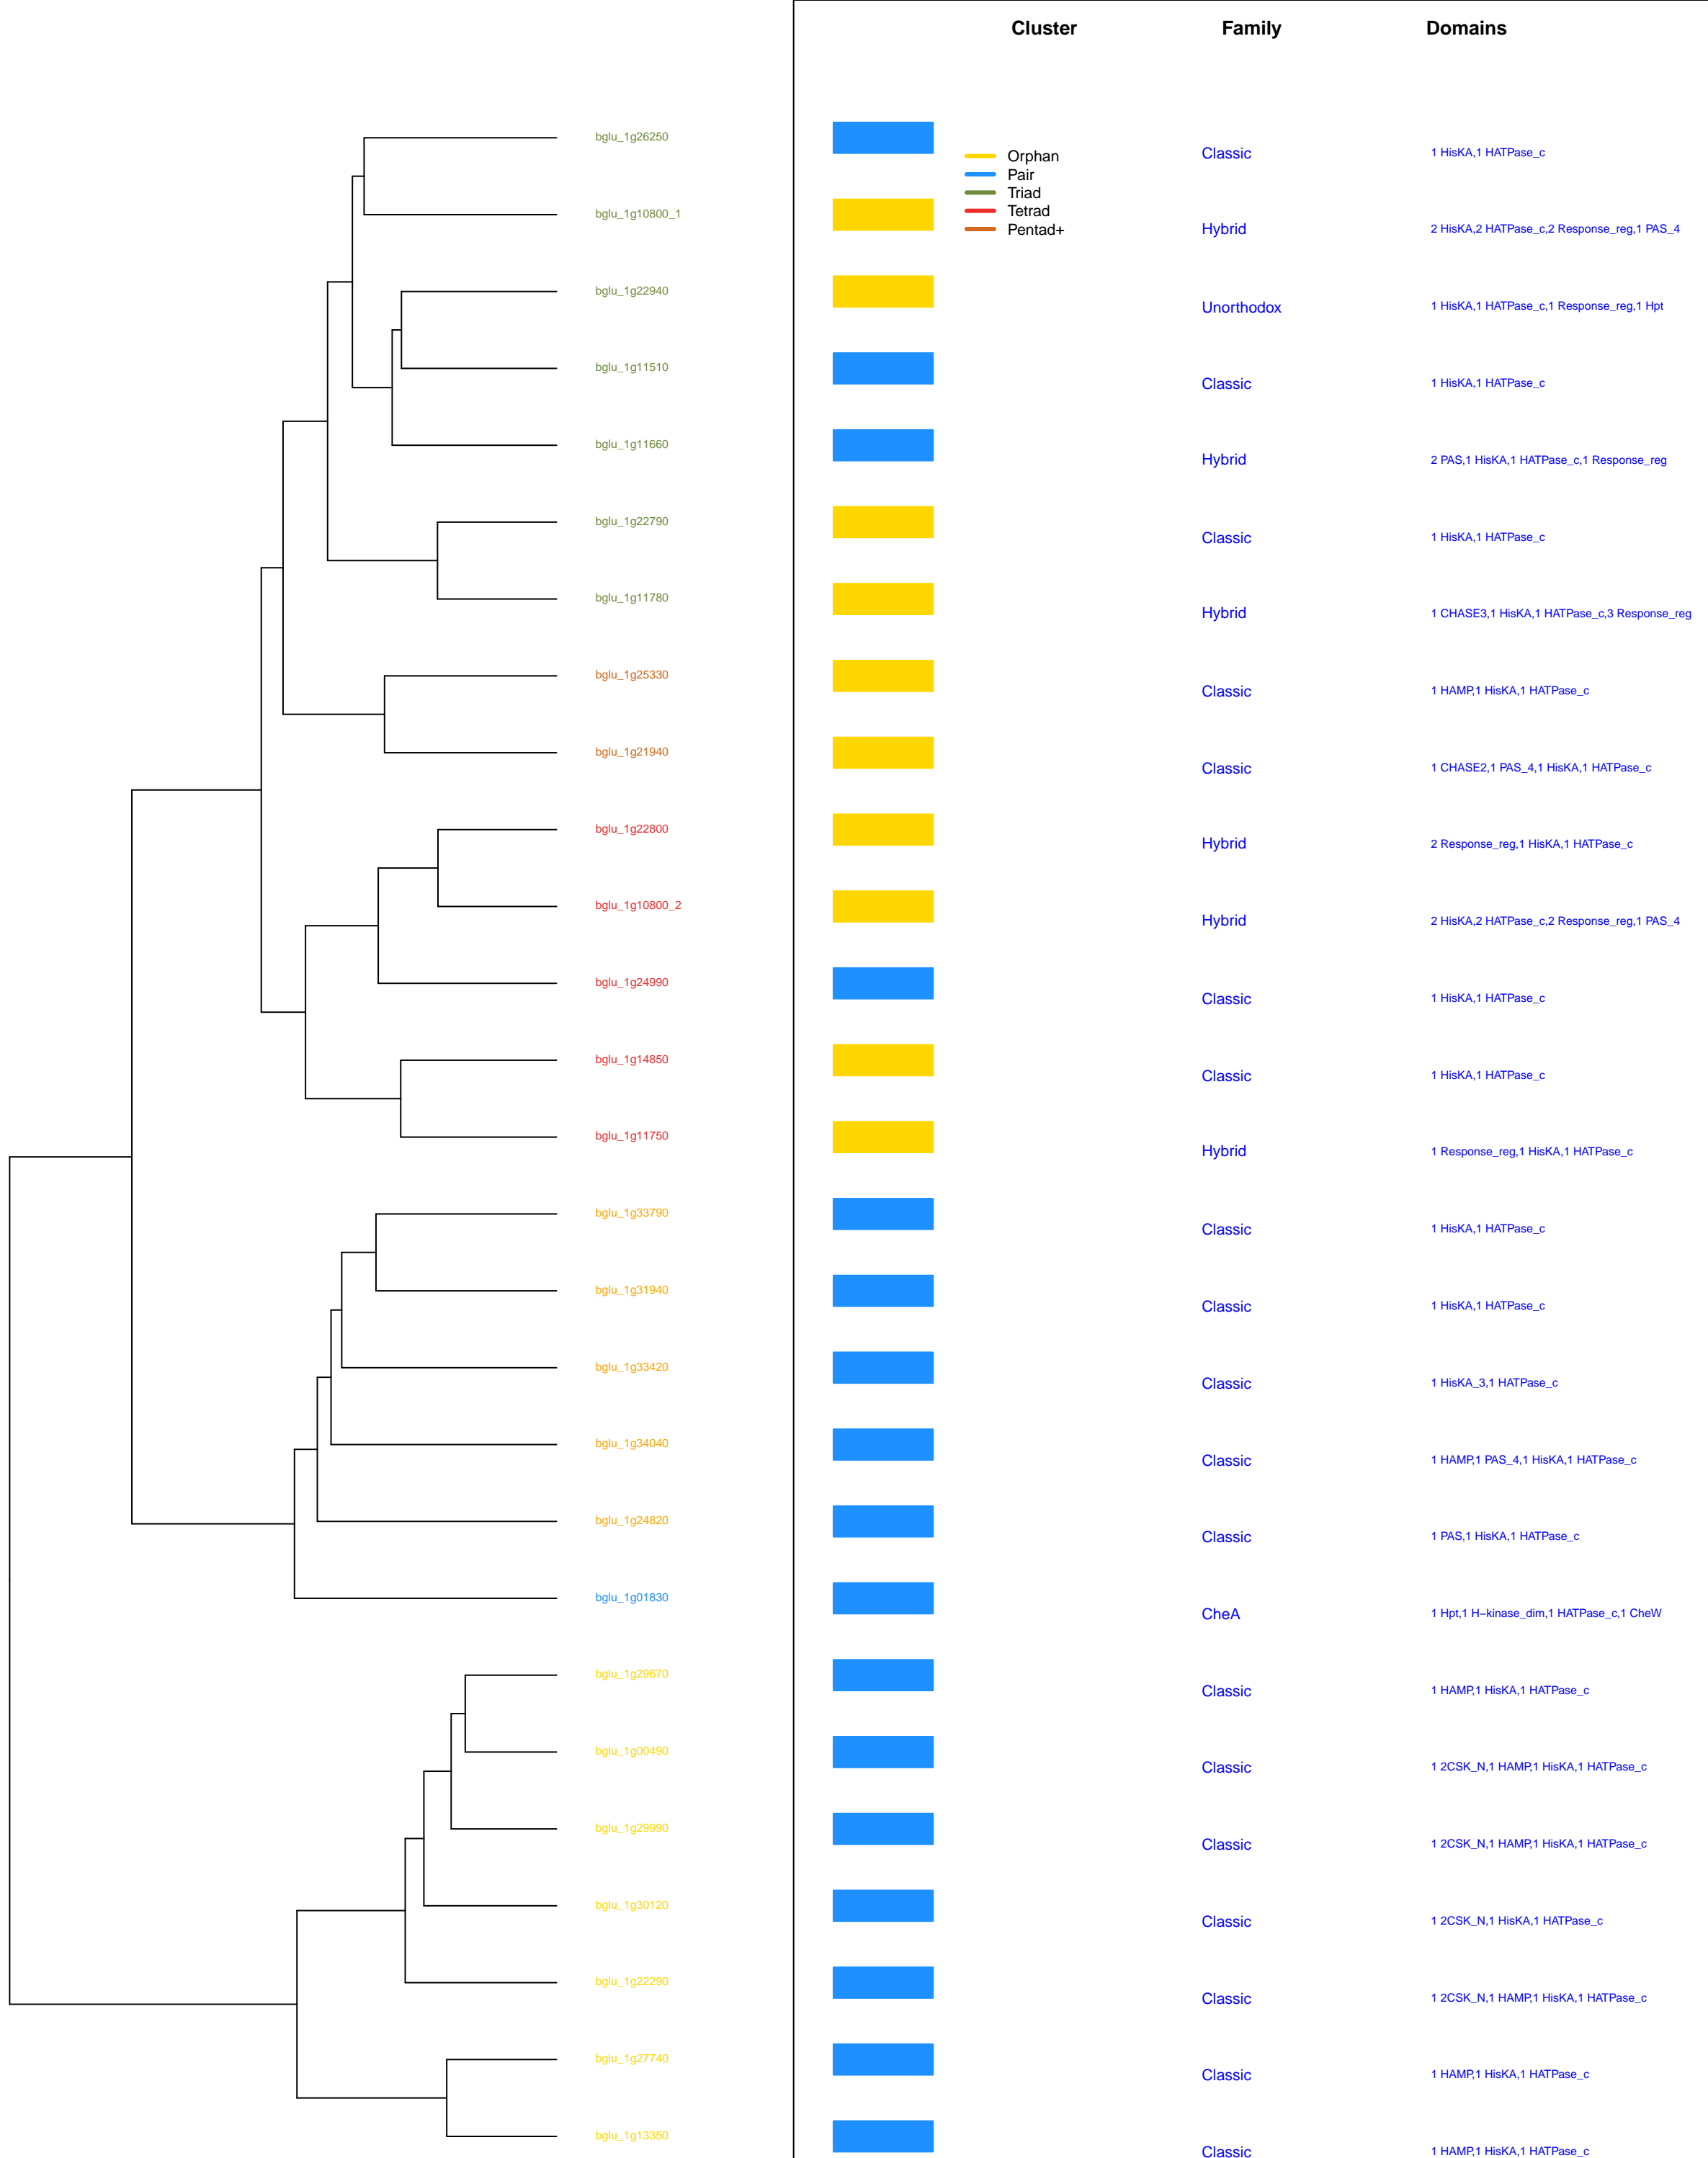 Cluster Family Domains
bglu_1g26250 Orphan Classic 1 HisKA,1 HATPase_c
Pair
Triad
Tetrad
bglu_1g10800_1 Pentad+ Hybrid 2 HisKA,2 HATPase_c,2 Response_reg,1 PAS_4
bglu_1g22940 Unorthodox 1 HisKA,1 HATPase_c,1 Response_reg,1 Hpt
bglu_1g11510 Classic 1 HisKA,1 HATPase_c
bglu_1g11660 Hybrid 2 PAS,1 HisKA,1 HATPase_c,1 Response_reg
bglu_1g22790 Classic 1 HisKA,1 HATPase_c
bglu_1g11780 Hybrid 1 CHASE3,1 HisKA,1 HATPase_c,3 Response_reg
bglu_1g25330 Classic 1 HAMP,1 HisKA,1 HATPase_c
bglu_1g21940 Classic 1 CHASE2,1 PAS_4,1 HisKA,1 HATPase_c
bglu_1g22800 Hybrid 2 Response_reg,1 HisKA,1 HATPase_c
bglu_1g10800_2 Hybrid 2 HisKA,2 HATPase_c,2 Response_reg,1 PAS_4
bglu_1g24990 Classic 1 HisKA,1 HATPase_c
bglu_1g14850 Classic 1 HisKA,1 HATPase_c
bglu_1g11750 Hybrid 1 Response_reg,1 HisKA,1 HATPase_c
bglu_1g33790 Classic 1 HisKA,1 HATPase_c
bglu_1g31940 Classic 1 HisKA,1 HATPase_c
bglu_1g33420 Classic 1 HisKA_3,1 HATPase_c
bglu_1g34040 Classic 1 HAMP,1 PAS_4,1 HisKA,1 HATPase_c
bglu_1g24820 Classic 1 PAS,1 HisKA,1 HATPase_c
bglu_1g01830 CheA 1 Hpt,1 H−kinase_dim,1 HATPase_c,1 CheW
bglu_1g29670 Classic 1 HAMP,1 HisKA,1 HATPase_c
bglu_1g00490 Classic 1 2CSK_N,1 HAMP,1 HisKA,1 HATPase_c
bglu_1g29990 Classic 1 2CSK_N,1 HAMP,1 HisKA,1 HATPase_c
bglu_1g30120 Classic 1 2CSK_N,1 HisKA,1 HATPase_c
bglu_1g22290 Classic 1 2CSK_N,1 HAMP,1 HisKA,1 HATPase_c
bglu_1g27740 Classic 1 HAMP,1 HisKA,1 HATPase_c
bglu_1g13350 Classic 1 HAMP,1 HisKA,1 HATPase_c